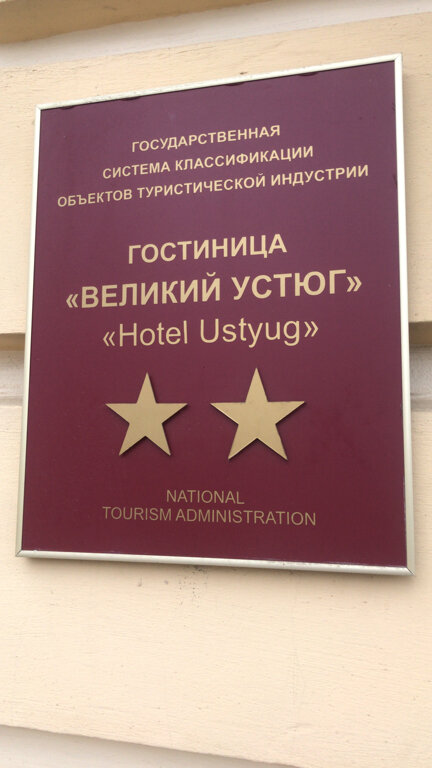 ГОСУДАРСТВЕННАЯ
СИСТЕМА КЛАССИФИКАЦИИ
ОБЪЕКТОВ ТУРИСТИЧЕСКОЙ ИНДУСТРИИ
ГОСТИНИЦА
«ВЕЛИКИЙ УСТЮГ»
«Hotel Ustyug»
NATIONAL
TOURISM ADMINISTRATION